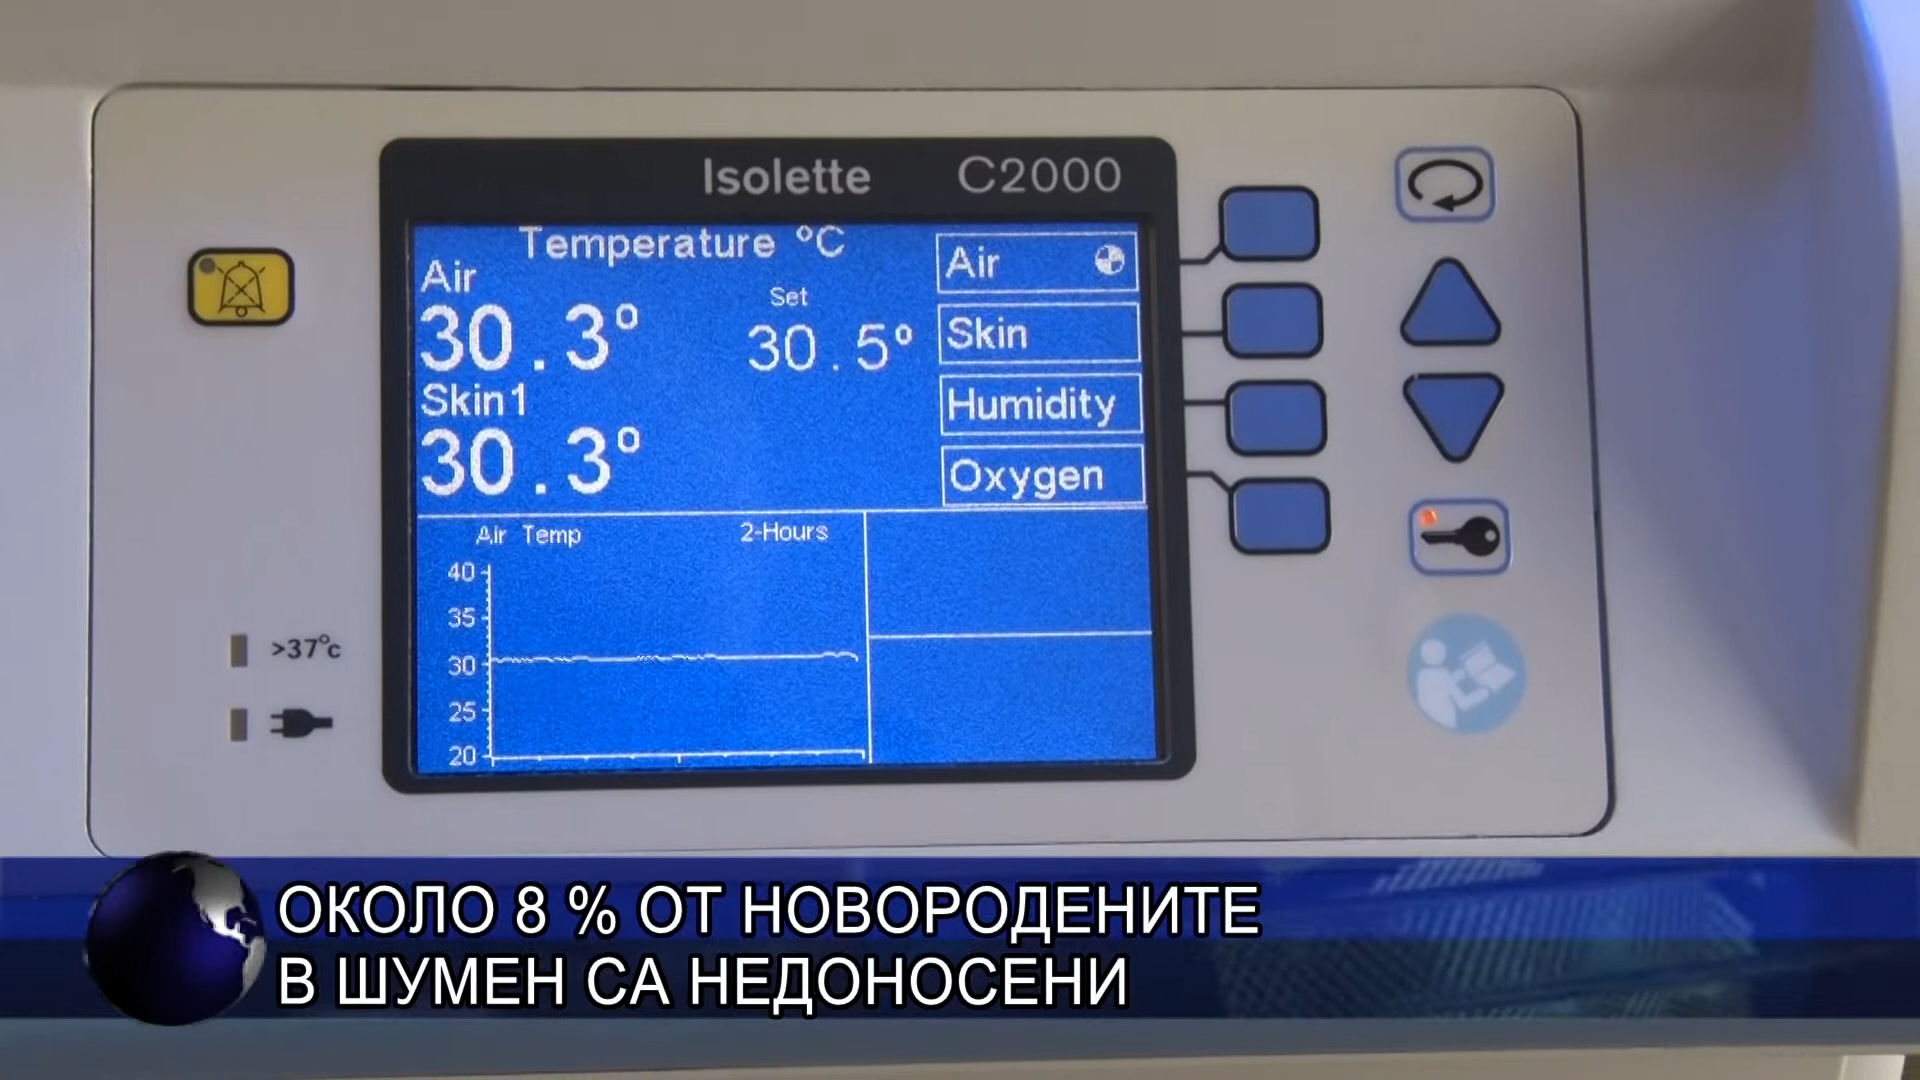 Isolette C2000
Temperature °C
Air
Set
30.3° 30.5°
Skin1
30.3°
Air
Skin
Humidity
Oxygen
Air Temp 2-Hours
40
35
30
25
20
>37°c
ОКОЛО 8 % ОТ НОВОРОДЕНИТЕ
В ШУМЕН СА НЕДОНОСЕНИ